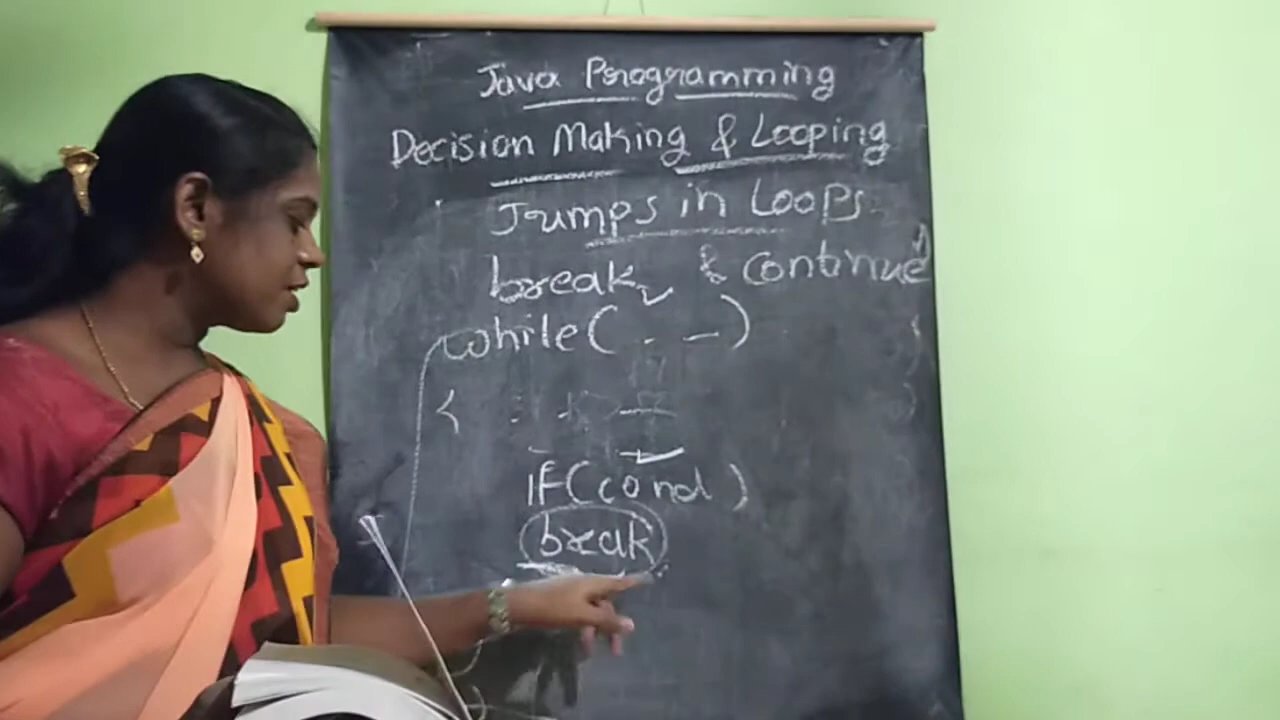 Java Programming
Decision Making & Looping
Jumps in Loops
break & continue
while( . - )
{
if(cond)
break